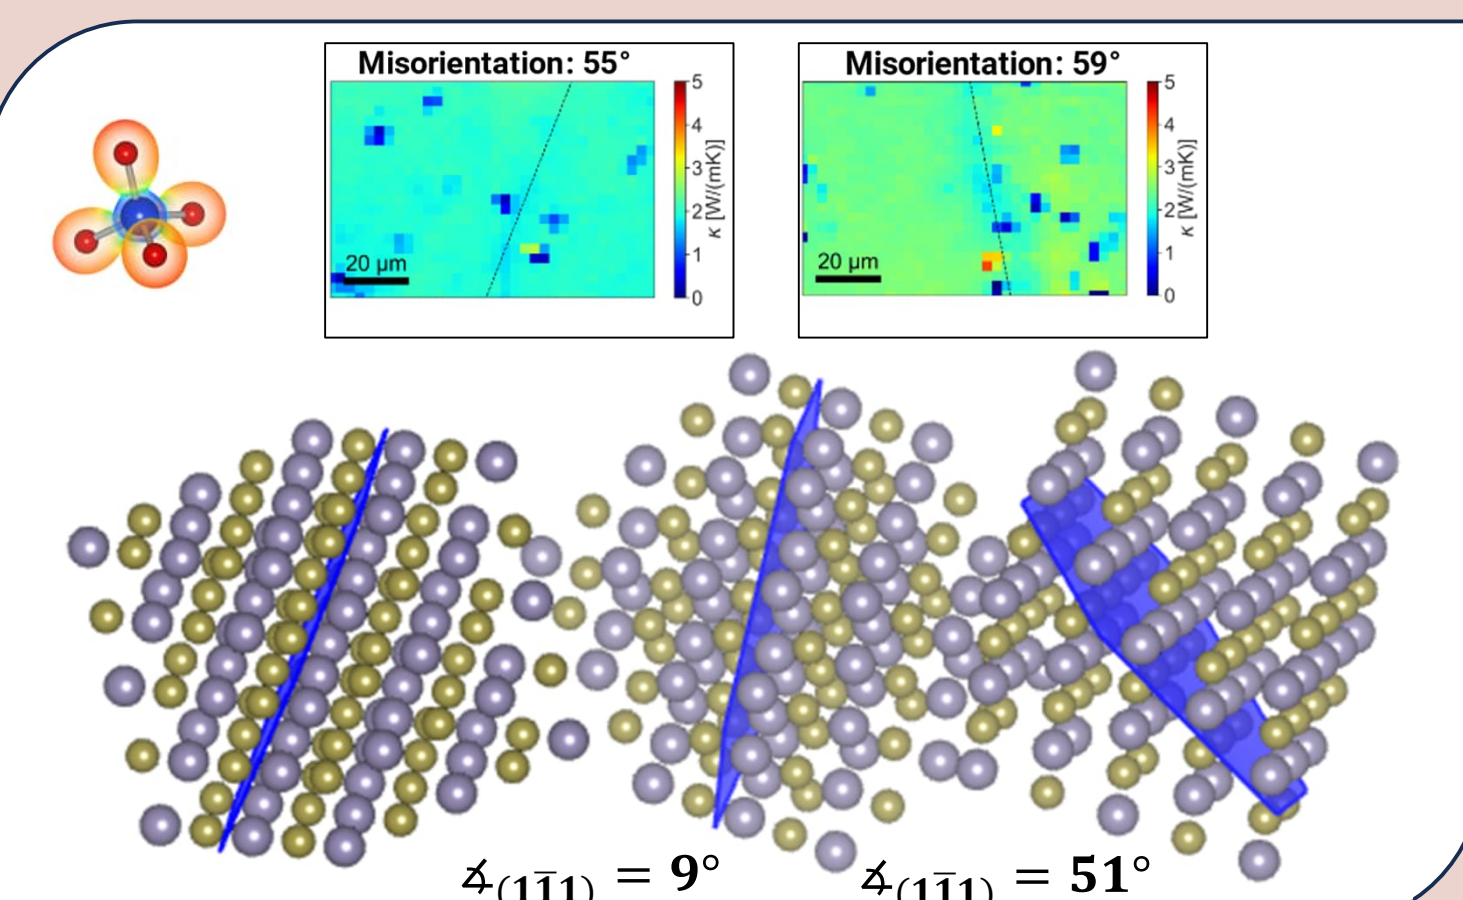 Misorientation: 55°
20 µm
5
4
3
2
1
0
κ [W/(mK)]
Misorientation: 59°
20 µm
5
4
3
2
1
0
κ [W/(mK)]
∡(11̅1) = 9°
∡(11̅1) = 51°